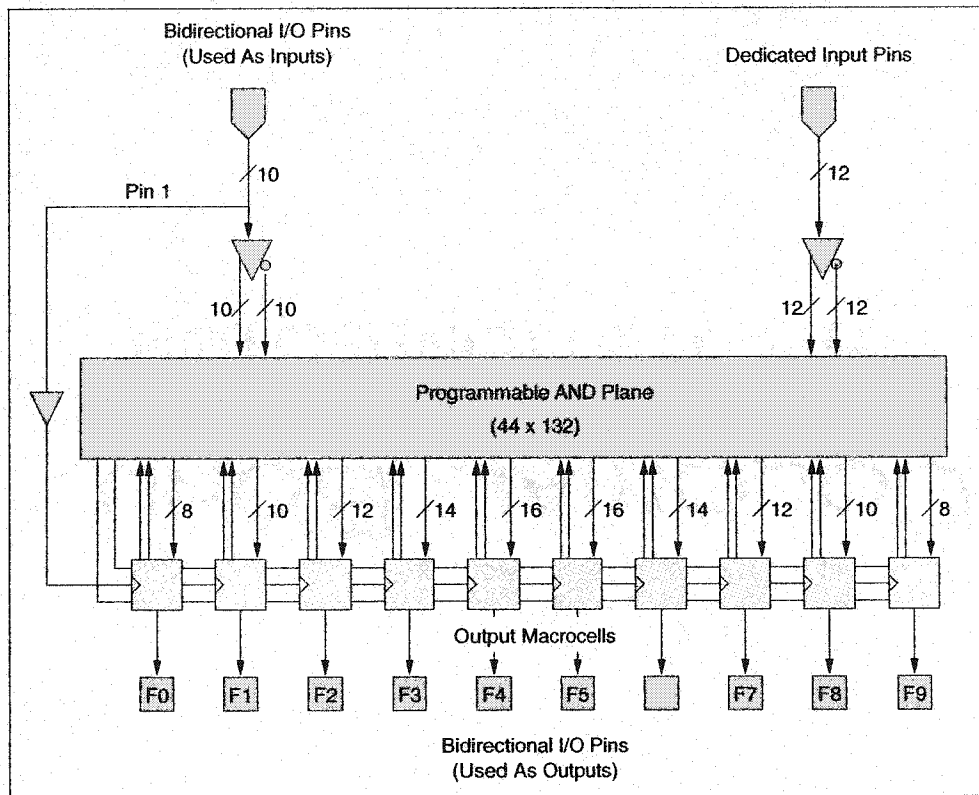 Bidirectional I/O Pins
(Used As Inputs)
Dedicated Input Pins
10
12
Pin 1
10
10
12
12
Programmable AND Plane
(44 x 132)
8
10
12
14
16
16
14
12
10
8
Output Macrocells
F0
F1
F2
F3
F4
F5
F7
F8
F9
Bidirectional I/O Pins
(Used As Outputs)